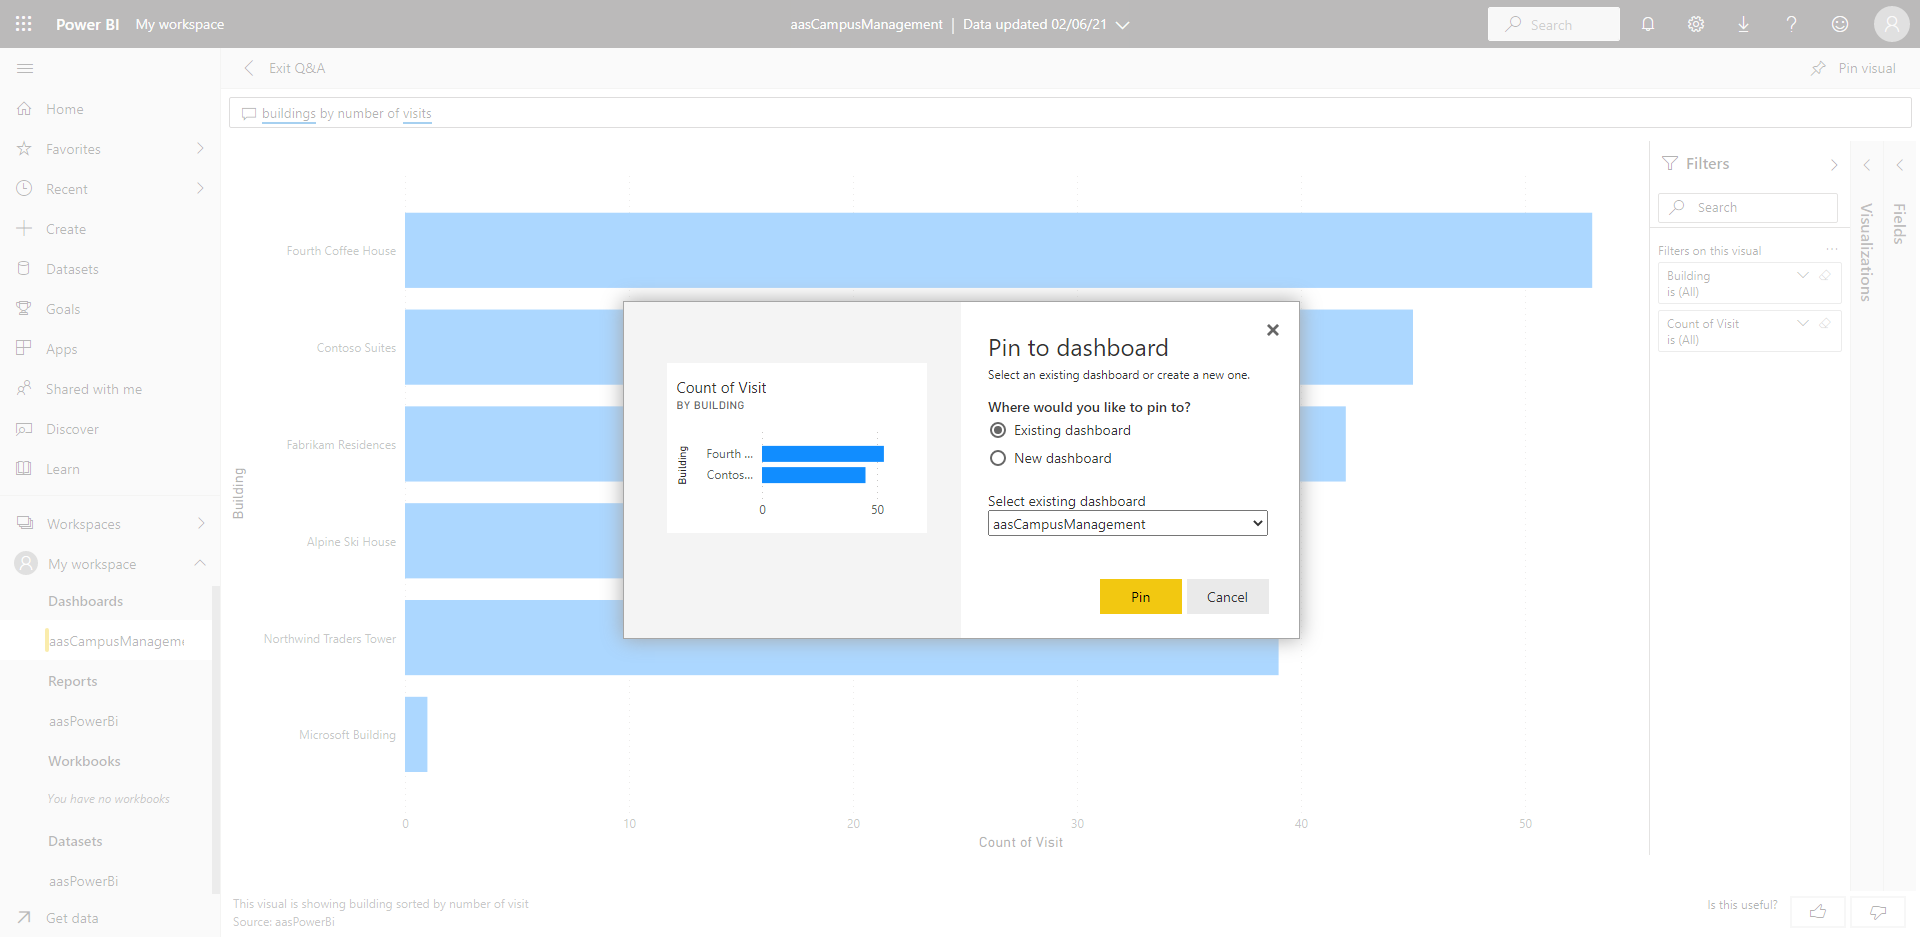 Power BI My workspace
aasCampusManagement | Data updated 02/06/21
Search
Exit Q&A
Pin visual
buildings by number of visits
Home
Favorites
Recent
Create
Datasets
Goals
Apps
Shared with me
Discover
Learn
Workspaces
My workspace
Dashboards
aasCampusManageme
Reports
aasPowerBi
Workbooks
You have no workbooks
Datasets
aasPowerBi
Get data
Building
Fourth Coffee House
Contoso Suites
Fabrikam Residences
Alpine Ski House
Northwind Traders Tower
Microsoft Building
0 10 20 30 40 50
Count of Visit
This visual is showing building sorted by number of visit
Source: aasPowerBi
Is this useful?
Count of Visit
BY BUILDING
Building
Fourth ...
Contos...
0 50
Pin to dashboard
Select an existing dashboard or create a new one.
Where would you like to pin to?
Existing dashboard
New dashboard
Select existing dashboard
aasCampusManagement
Pin Cancel
Filters
Search
Filters on this visual
Building
is (All)
Count of Visit
is (All)
Visualizations
Fields